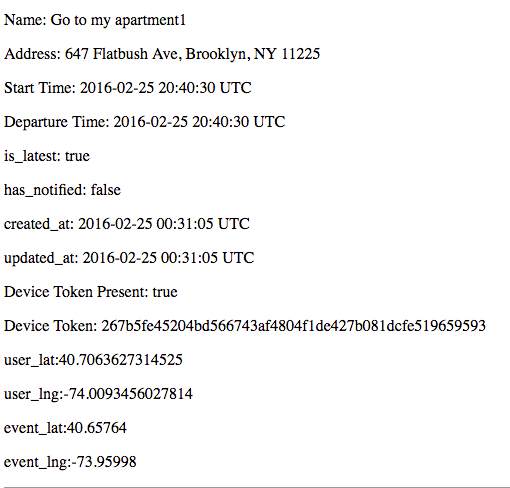 Name: Go to my apartment1
Address: 647 Flatbush Ave, Brooklyn, NY 11225
Start Time: 2016-02-25 20:40:30 UTC
Departure Time: 2016-02-25 20:40:30 UTC
is_latest: true
has_notified: false
created_at: 2016-02-25 00:31:05 UTC
updated_at: 2016-02-25 00:31:05 UTC
Device Token Present: true
Device Token: 267b5fe45204bd566743af4804f1de427b081dcfe519659593
user_lat:40.7063627314525
user_lng:-74.0093456027814
event_lat:40.65764
event_lng:-73.95998